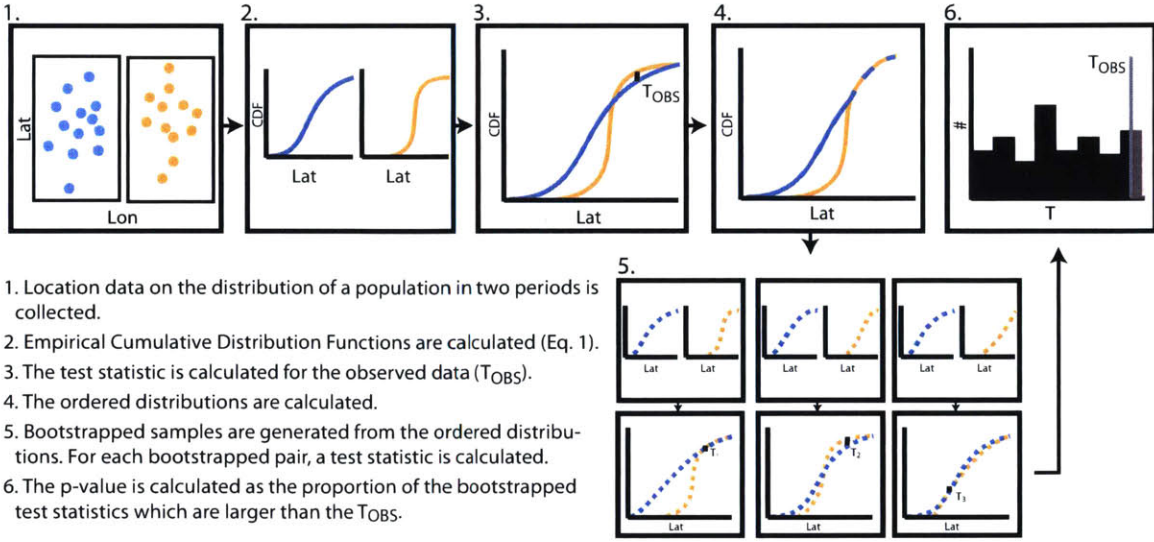 1.
2.
3.
4.
6.
Lat
Lon
CDF
Lat
Lat
CDF
TOBS
Lat
CDF
Lat
TOBS
#
T
1. Location data on the distribution of a population in two periods is
collected.
2. Empirical Cumulative Distribution Functions are calculated (Eq. 1).
3. The test statistic is calculated for the observed data (TOBS).
4. The ordered distributions are calculated.
5. Bootstrapped samples are generated from the ordered distribu-
tions. For each bootstrapped pair, a test statistic is calculated.
6. The p-value is calculated as the proportion of the bootstrapped
test statistics which are larger than the TOBS.
5.
Lat
Lat
Lat
Lat
Lat
Lat
T
Lat
T2
Lat
T3
Lat